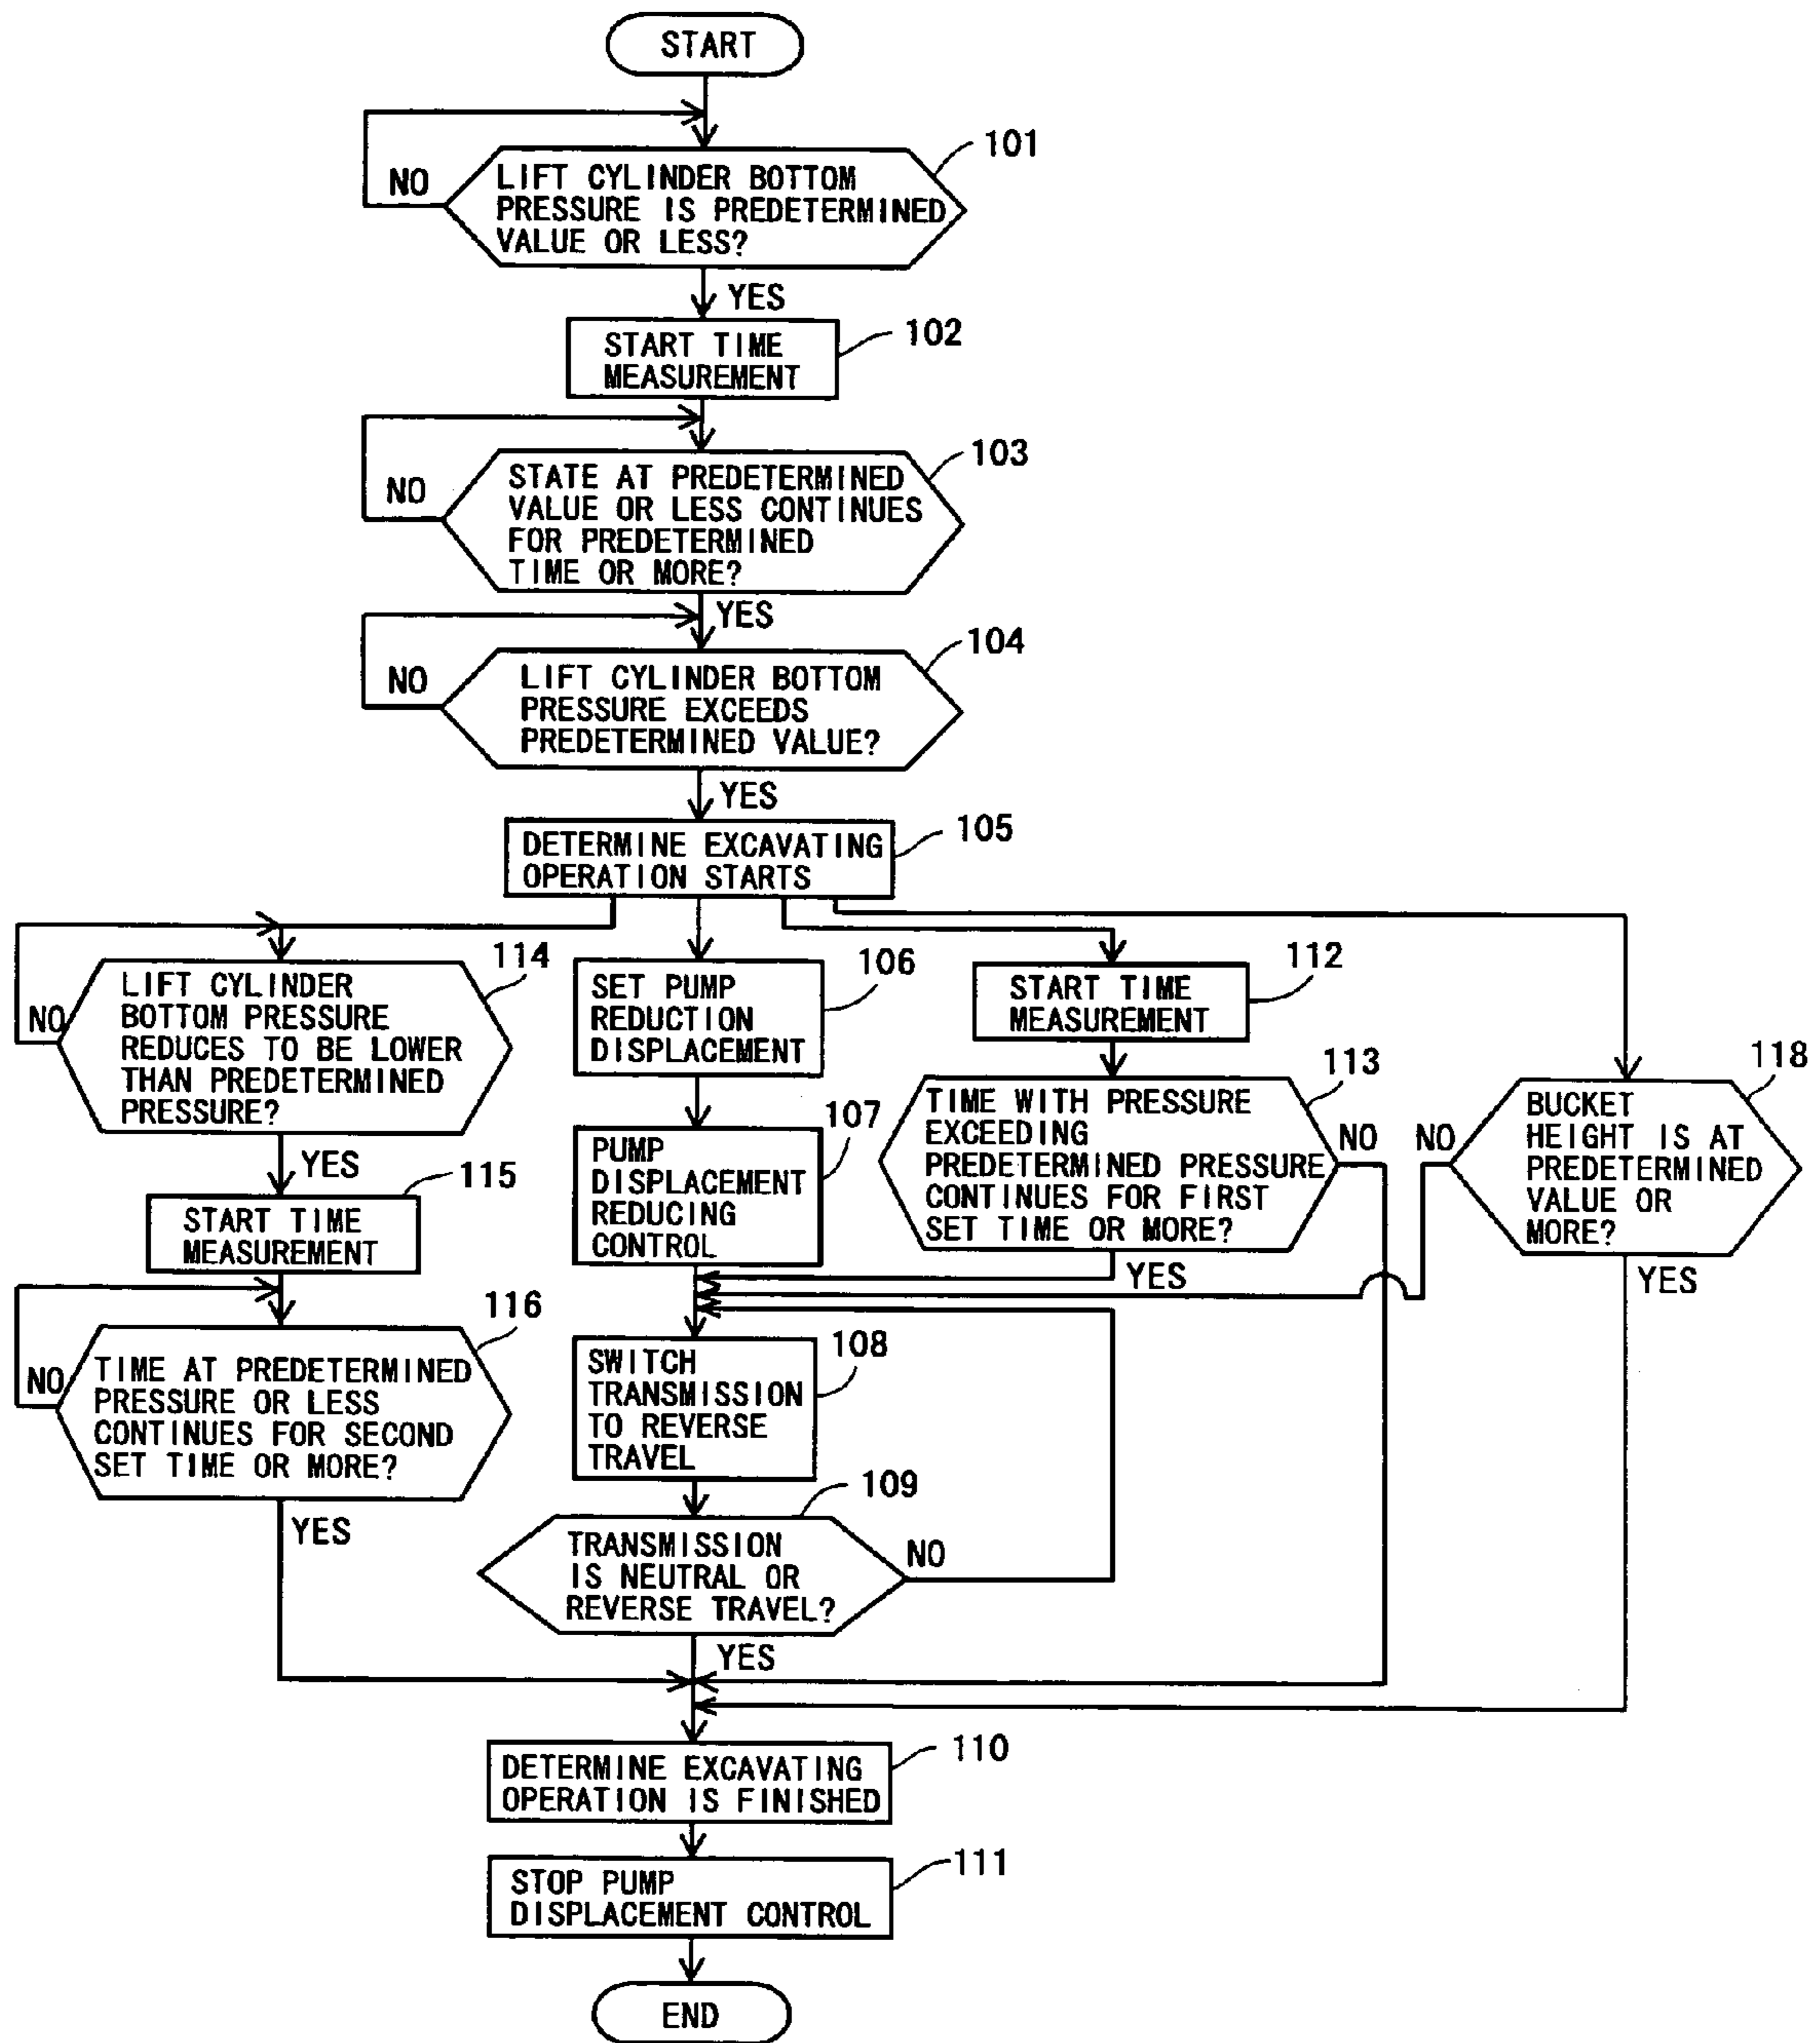 START
101
NO
LIFT CYLINDER BOTTOM
PRESSURE IS PREDETERMINED
VALUE OR LESS?
YES
102
START TIME
MEASUREMENT
103
NO
STATE AT PREDETERMINED
VALUE OR LESS CONTINUES
FOR PREDETERMINED
TIME OR MORE?
YES
104
NO
LIFT CYLINDER BOTTOM
PRESSURE EXCEEDS
PREDETERMINED VALUE?
YES
105
DETERMINE EXCAVATING
OPERATION STARTS
114
NO
LIFT CYLINDER
BOTTOM PRESSURE
REDUCES TO BE LOWER
THAN PREDETERMINED
PRESSURE?
YES
115
START TIME
MEASUREMENT
116
NO
TIME AT PREDETERMINED
PRESSURE OR LESS
CONTINUES FOR SECOND
SET TIME OR MORE?
YES
106
SET PUMP
REDUCTION
DISPLACEMENT
107
PUMP
DISPLACEMENT
REDUCING
CONTROL
108
SWITCH
TRANSMISSION
TO REVERSE
TRAVEL
109
TRANSMISSION
IS NEUTRAL OR
REVERSE TRAVEL?
NO
YES
112
START TIME
MEASUREMENT
113
TIME WITH PRESSURE
EXCEEDING
PREDETERMINED PRESSURE
CONTINUES FOR FIRST
SET TIME OR MORE?
NO
YES
118
NO
BUCKET
HEIGHT IS AT
PREDETERMINED
VALUE OR
MORE?
YES
110
DETERMINE EXCAVATING
OPERATION IS FINISHED
111
STOP PUMP
DISPLACEMENT CONTROL
END